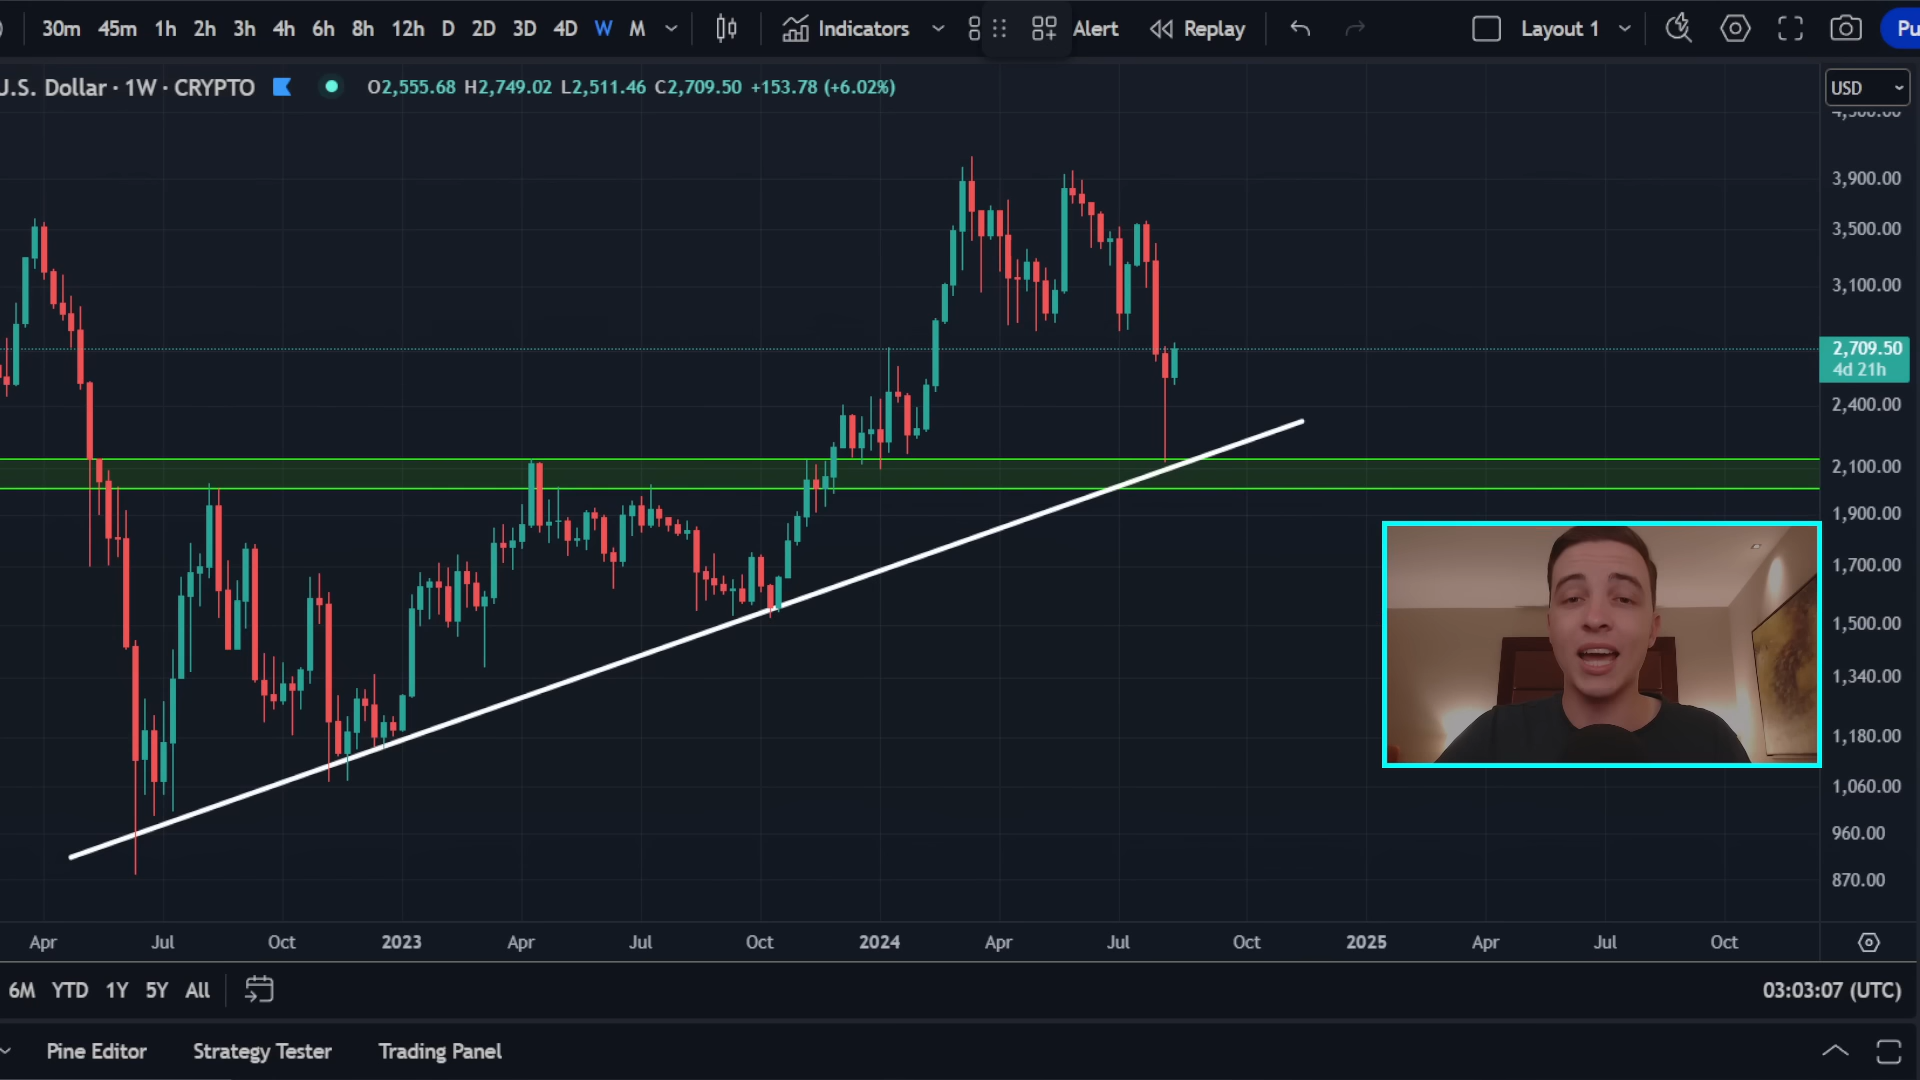 30m 45m 1h 2h 3h 4h 6h 8h 12h D 2D 3D 4D W M Indicators Alert Replay Layout 1 Pu
U.S. Dollar · 1W · CRYPTO O2,555.68 H2,749.02 L2,511.46 C2,709.50 +153.78 (+6.02%) USD
3,900.00
3,500.00
3,100.00
2,709.50
4d 21h
2,400.00
2,100.00
1,900.00
1,700.00
1,500.00
1,340.00
1,180.00
1,060.00
960.00
870.00
Apr Jul Oct 2023 Apr Jul Oct 2024 Apr Jul Oct 2025 Apr Jul Oct
6M YTD 1Y 5Y All 03:03:07 (UTC)
Pine Editor Strategy Tester Trading Panel